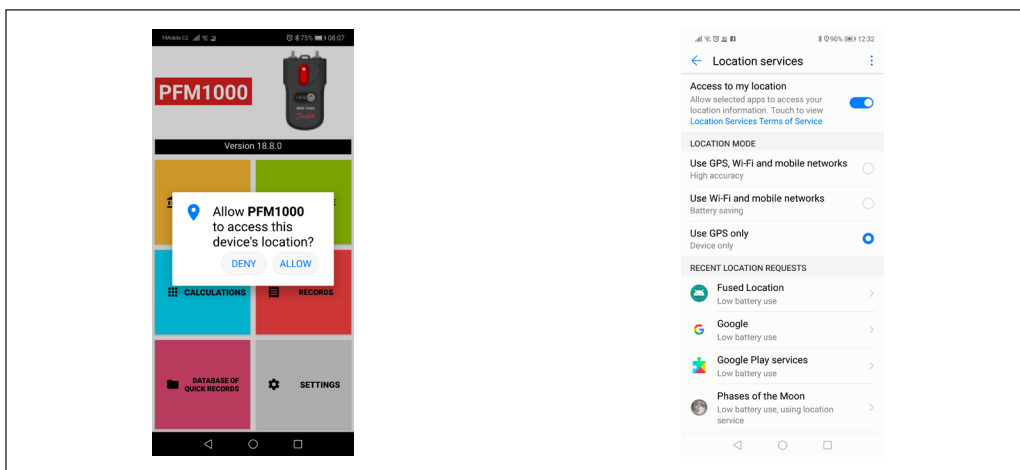 T-Mobile CZ
75% 08:07
PFM1000
Danfoss
Version 18.8.0
Allow PFM1000
to access this
device's location?
DENY ALLOW
CALCULATIONS
RECORDS
DATABASE OF
QUICK RECORDS
SETTINGS
90% 12:32
Location services
Access to my location
Allow selected apps to access your
location information. Touch to view
Location Services Terms of Service
LOCATION MODE
Use GPS, Wi-Fi and mobile networks
High accuracy
Use Wi-Fi and mobile networks
Battery saving
Use GPS only
Device only
RECENT LOCATION REQUESTS
Fused Location
Low battery use
Google
Low battery use
Google Play services
Low battery use
Phases of the Moon
Low battery use, using location
service